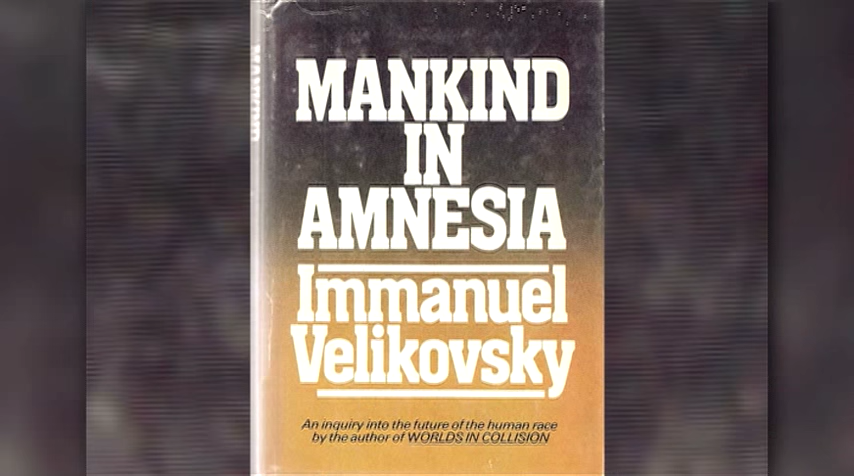 MANKIND
IN
AMNESIA
Immanuel
Velikovsky
An inquiry into the future of the human race
by the author of WORLDS IN COLLISION